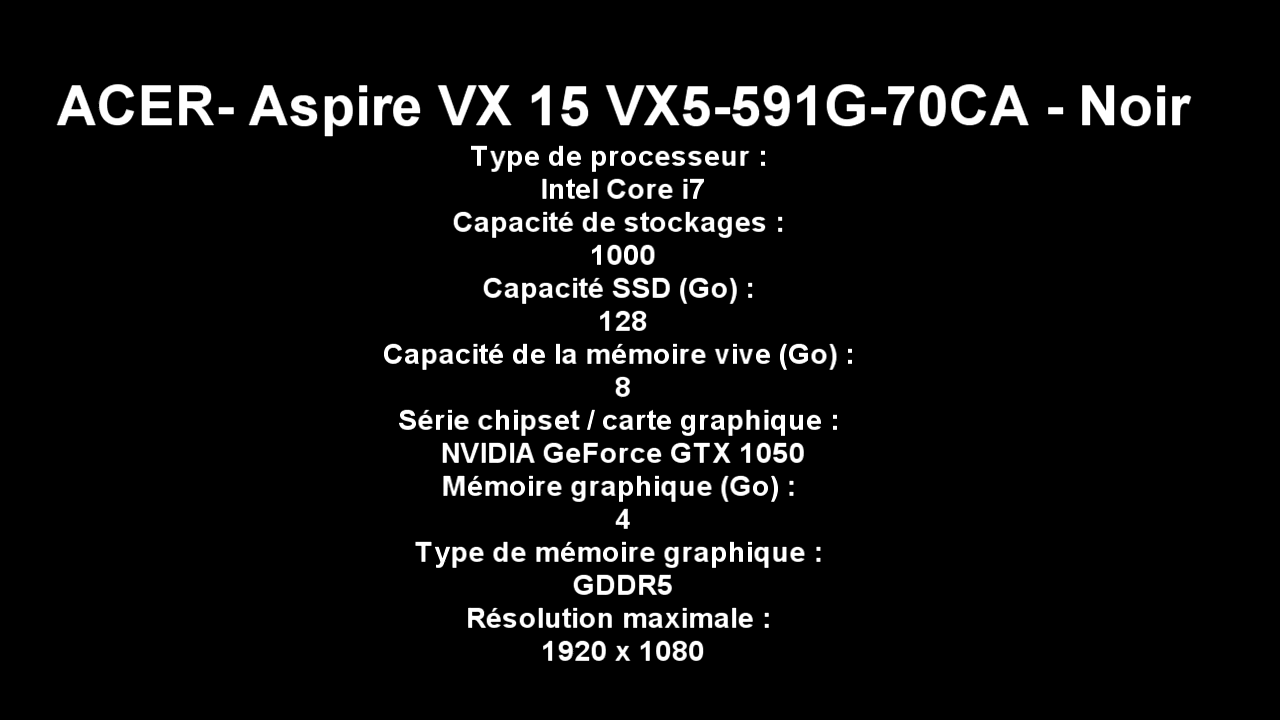 ACER- Aspire VX 15 VX5-591G-70CA - Noir
Type de processeur :
Intel Core i7
Capacité de stockages :
1000
Capacité SSD (Go) :
128
Capacité de la mémoire vive (Go) :
8
Série chipset / carte graphique :
NVIDIA GeForce GTX 1050
Mémoire graphique (Go) :
4
Type de mémoire graphique :
GDDR5
Résolution maximale :
1920 x 1080